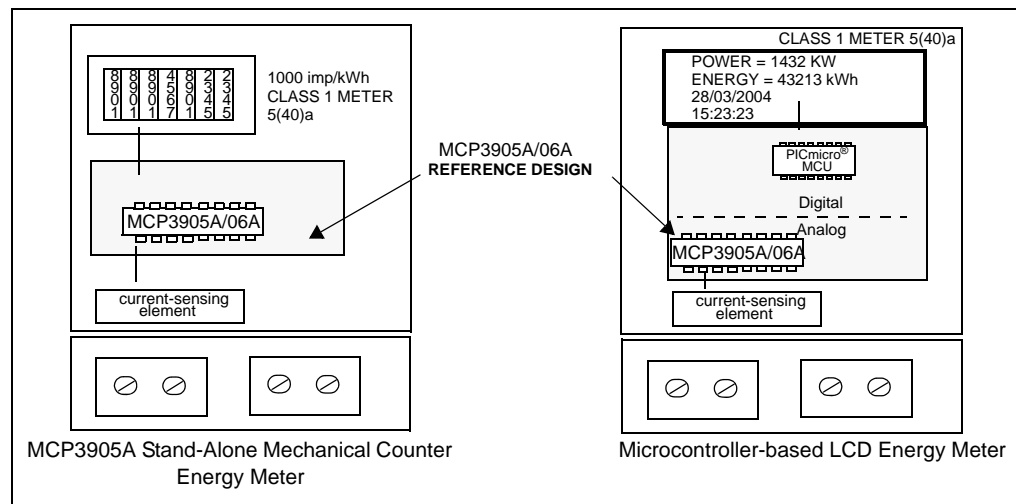 8 8 8 4 8 2 2
9 9 9 5 9 3 3
0 0 0 6 0 4 4
1 1 1 7 1 5 5
1000 imp/kWh
CLASS 1 METER
5(40)a
MCP3905A/06A
current-sensing
element
MCP3905A Stand-Alone Mechanical Counter
Energy Meter
MCP3905A/06A
REFERENCE DESIGN
CLASS 1 METER 5(40)a
POWER = 1432 KW
ENERGY = 43213 kWh
28/03/2004
15:23:23
PICmicro®
MCU
Digital
Analog
MCP3905A/06A
current-sensing
element
Microcontroller-based LCD Energy Meter